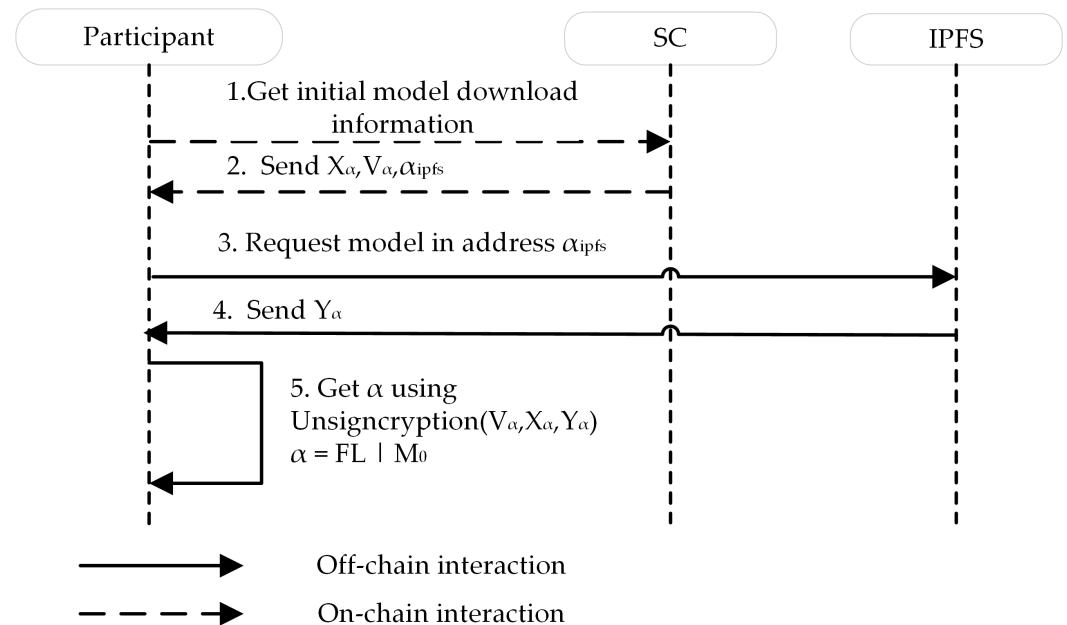 Participant
SC
IPFS
1.Get initial model download
information
2. Send Xα,Vα,αipfs
3. Request model in address αipfs
4. Send Yα
5. Get α using
Unsigncryption(Vα,Xα,Yα)
α = FL | M0
Off-chain interaction
On-chain interaction